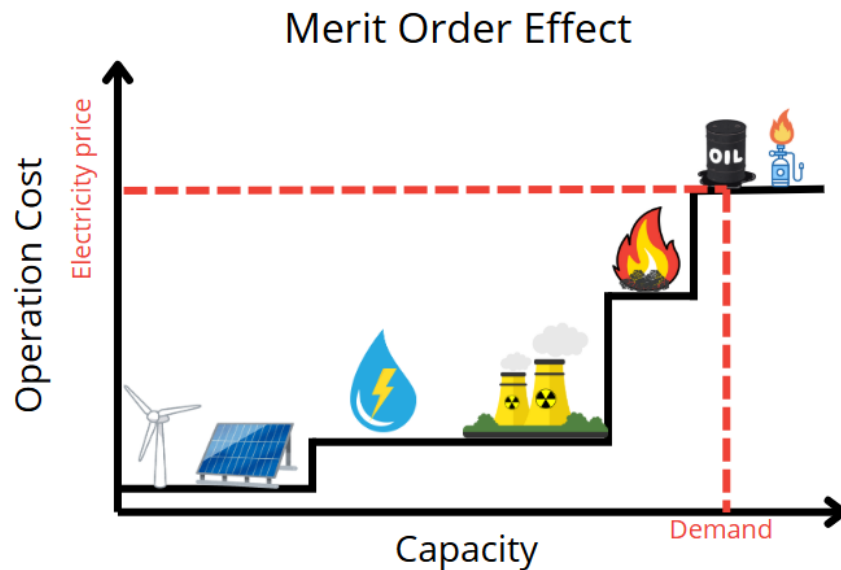 Merit Order Effect
Operation Cost
Electricity price
OIL
Demand
Capacity